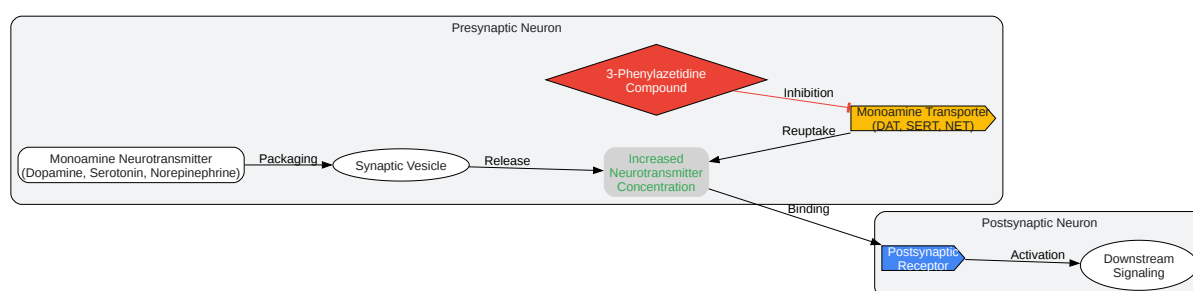 Presynaptic Neuron
3-Phenylazetidine
Compound
Inhibition
Monoamine Transporter
(DAT, SERT, NET)
Reuptake
Monoamine Neurotransmitter
(Dopamine, Serotonin, Norepinephrine)
Packaging
Synaptic Vesicle
Release
Increased
Neurotransmitter
Concentration
Binding
Postsynaptic Neuron
Postsynaptic
Receptor
Activation
Downstream
Signaling